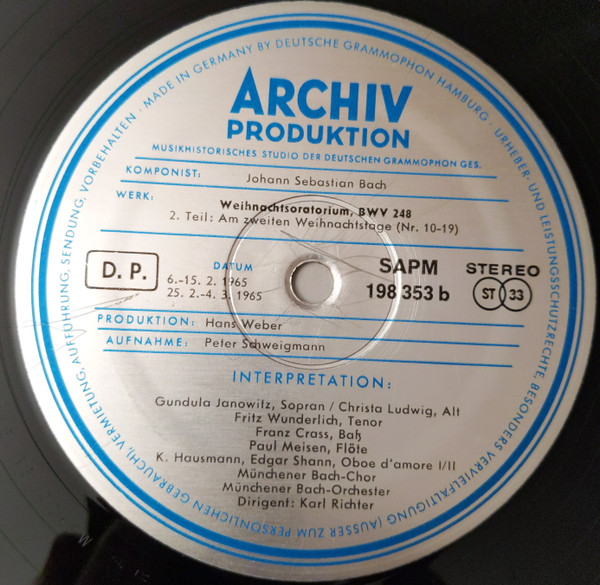 URHEBER- UND LEISTUNGSSCHUTZRECHTE, BESONDERS VERVIELFÄLTIGUNG (AUSSER ZUM PERSÖNLICHEN GEBRAUCH), VERMIETUNG, AUFFÜHRUNG, SENDUNG, VORBEHALTEN · MADE IN GERMANY BY DEUTSCHE GRAMMOPHON HAMBURG ·
ARCHIV
PRODUKTION
MUSIKHISTORISCHES STUDIO DER DEUTSCHEN GRAMMOPHON GES.
KOMPONIST: Johann Sebastian Bach
WERK: Weihnachtsoratorium, BWV 248
2. Teil: Am zweiten Weihnachtstage (Nr. 10-19)
D. P.
DATUM
6.-15. 2. 1965
25. 2.-4. 3. 1965
SAPM
198 353 b
STEREO
ST 33
PRODUKTION: Hans Weber
AUFNAHME: Peter Schweigmann
INTERPRETATION:
Gundula Janowitz, Sopran / Christa Ludwig, Alt
Fritz Wunderlich, Tenor
Franz Crass, Baß
Paul Meisen, Flöte
K. Hausmann, Edgar Shann, Oboe d'amore I/II
Münchener Bach-Chor
Münchener Bach-Orchester
Dirigent: Karl Richter